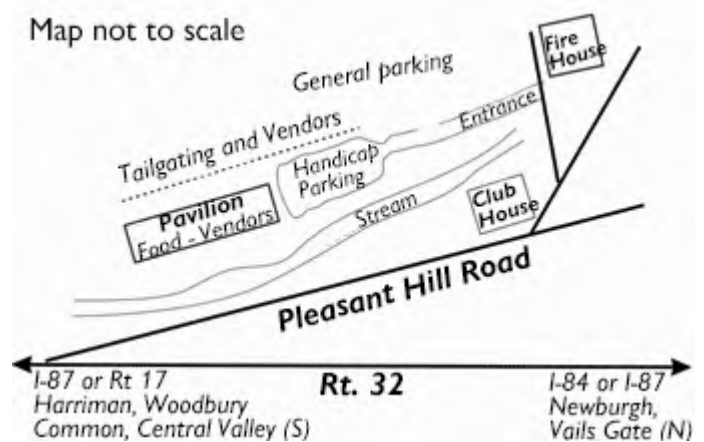 Map not to scale
General parking
Fire
House
Entrance
Tailgating and Vendors
Handicap
Parking
Pavilion
Food - Vendors
Stream
Club
House
Pleasant Hill Road
I-87 or Rt 17
Harriman, Woodbury
Common, Central Valley (S)
Rt. 32
I-84 or I-87
Newburgh,
Vails Gate (N)